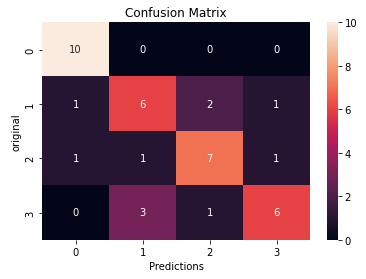 Confusion Matrix
10 0 0 0
1 6 2 1
1 1 7 1
0 3 1 6
0
1
2
3
original
0 1 2 3
Predictions
10
8
6
4
2
0